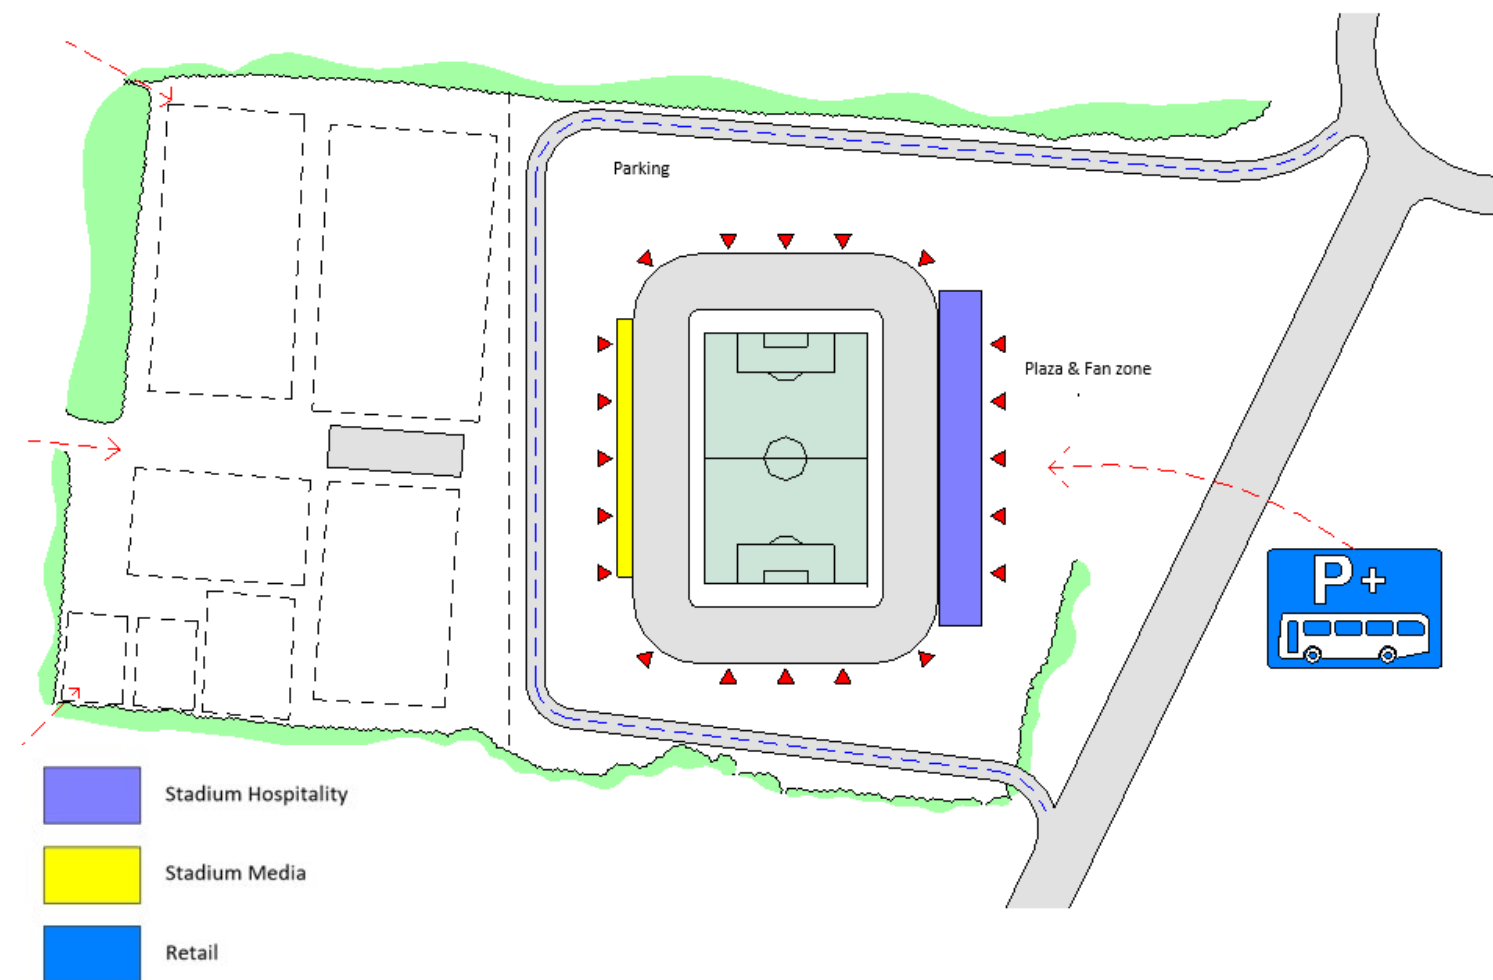 Parking
Plaza & Fan zone
P+
Stadium Hospitality
Stadium Media
Retail